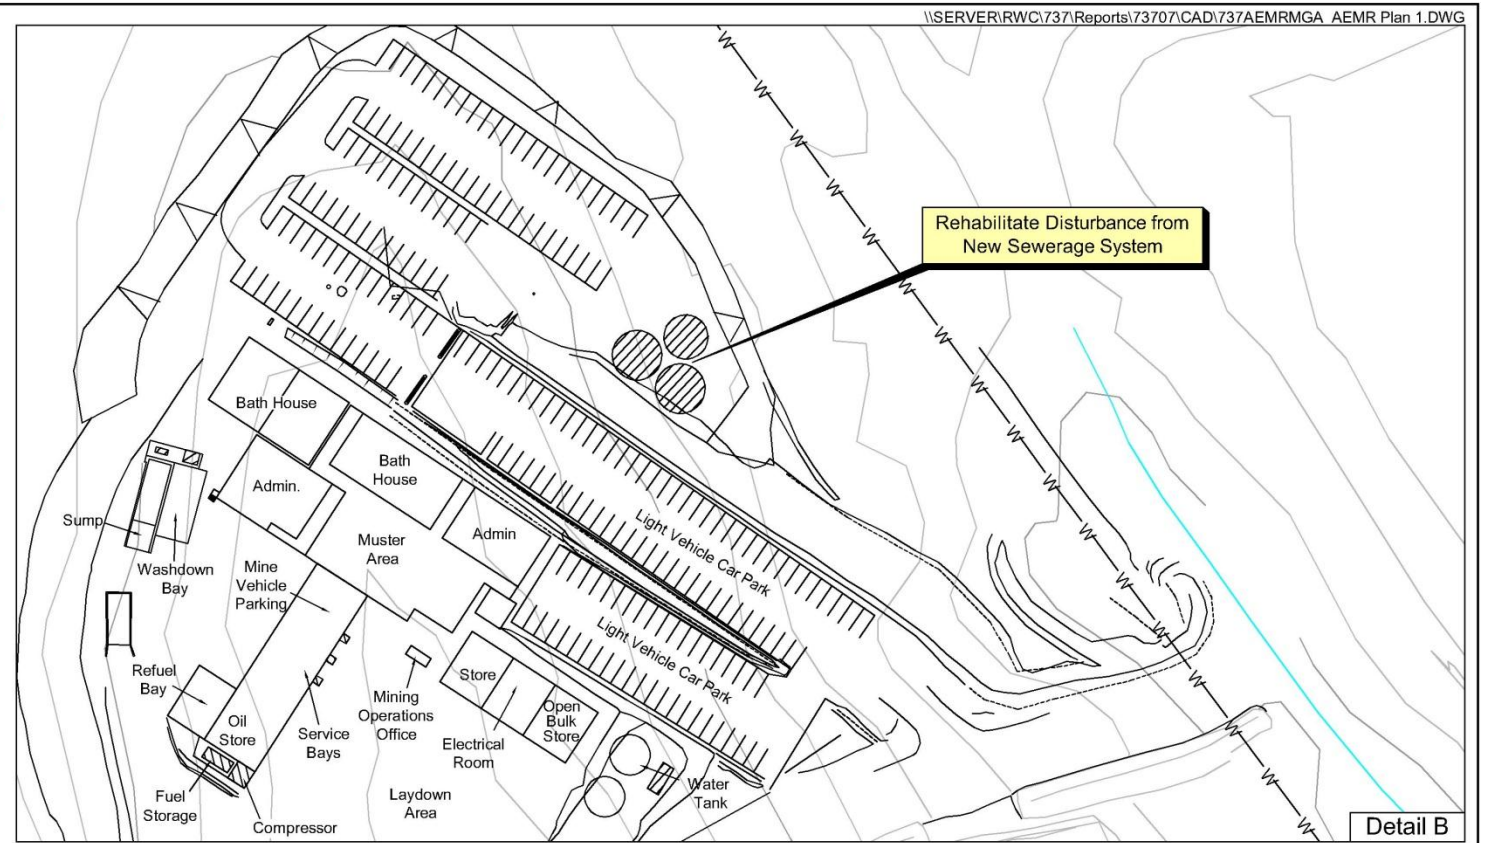 \\SERVER\RWC\737\Reports\73707\CAD\737AEMRMGA AEMR Plan 1.DWG
W
W
W
W
W
Rehabilitate Disturbance from
New Sewerage System
W
W
W
W
W
W
W
W
W
W
W
W
Bath House
Bath
House
Admin.
Sump
Light Vehicle Car Park
Admin
Muster
Area
Washdown
Bay
Mine
Vehicle
Parking
Light Vehicle Car Park
Refuel
Bay
Store
Mining
Operations
Office
Open
Bulk
Store
Oil
Store
Service
Bays
Electrical
Room
Water
Tank
Fuel
Storage
Laydown
Area
Compressor
Detail B